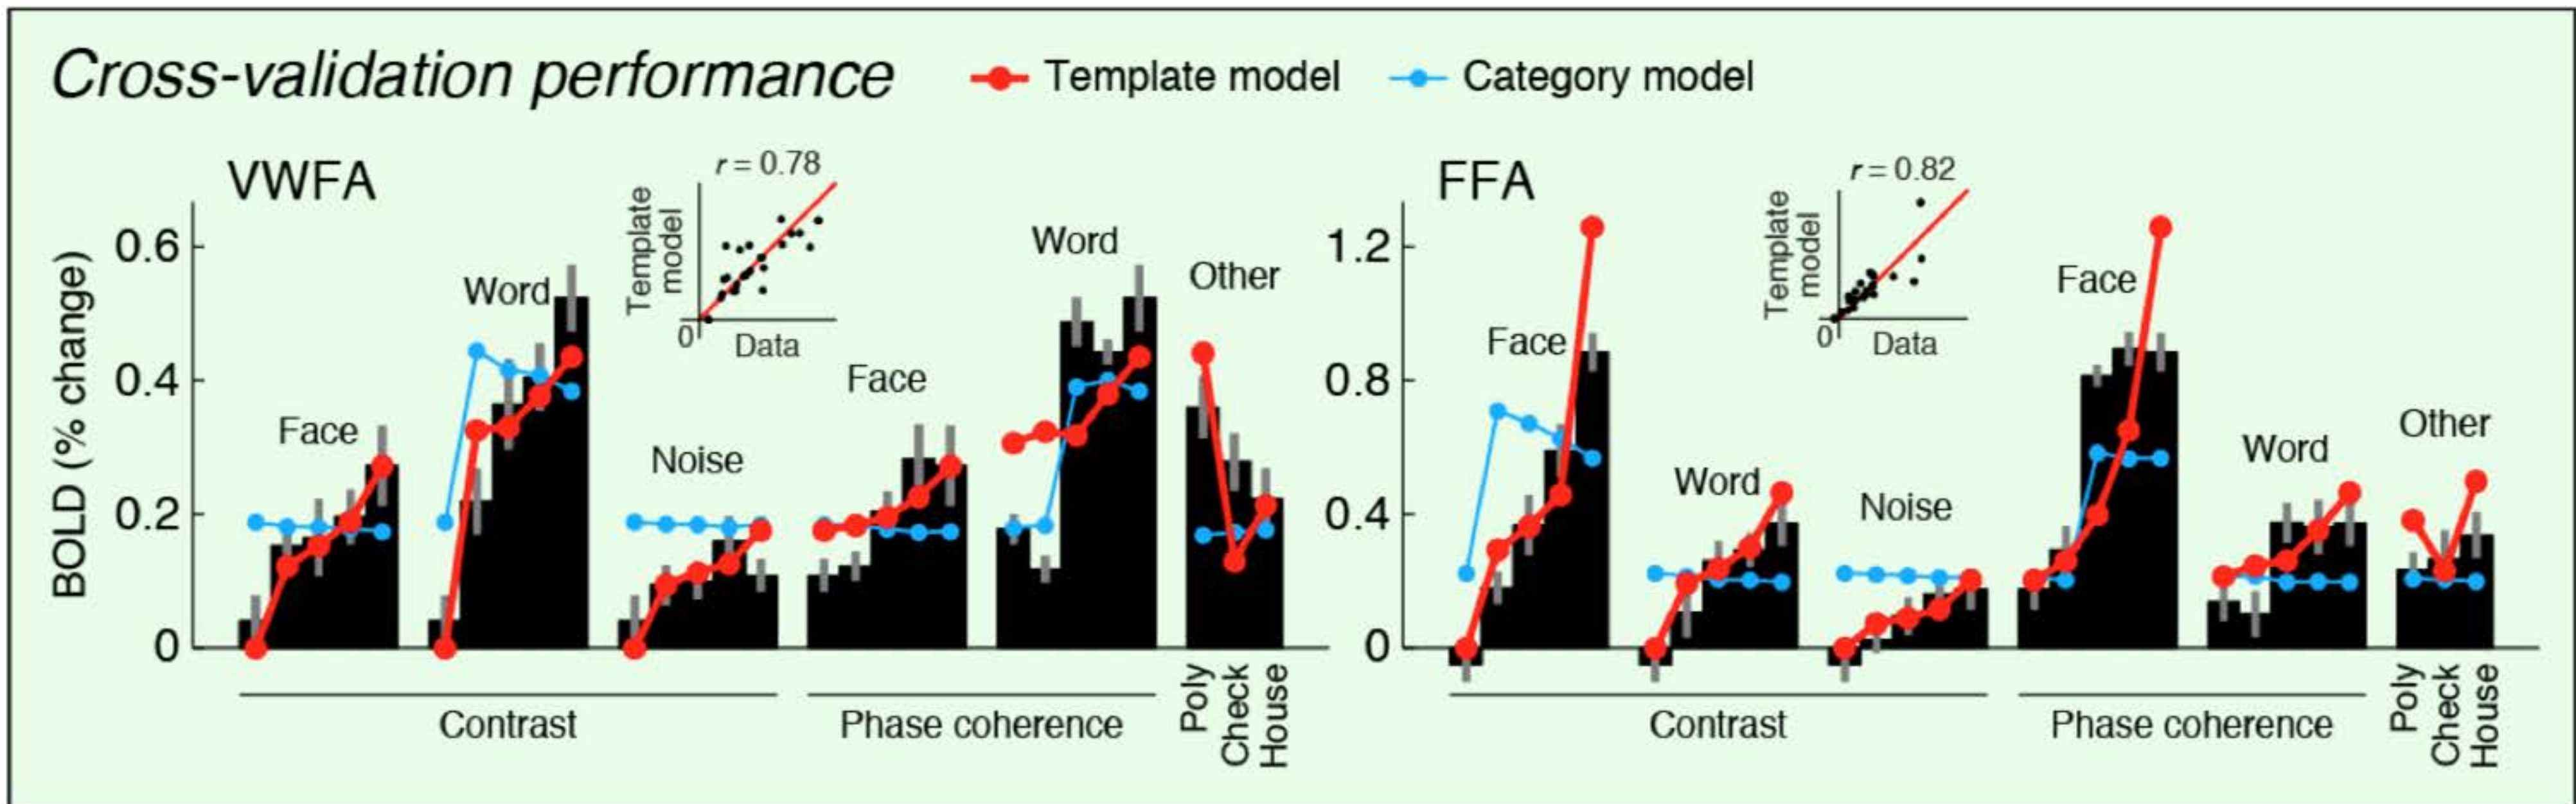 Cross-validation performance
Template model
Category model
VWFA
BOLD (% change)
0.6
0.4
0.2
0
Face
Word
Noise
r = 0.78
Template
model
0
Data
Face
Word
Other
Contrast
Phase coherence
Poly
Check
House
FFA
1.2
0.8
0.4
0
Face
Word
Noise
r = 0.82
Template
model
0
Data
Face
Word
Other
Contrast
Phase coherence
Poly
Check
House